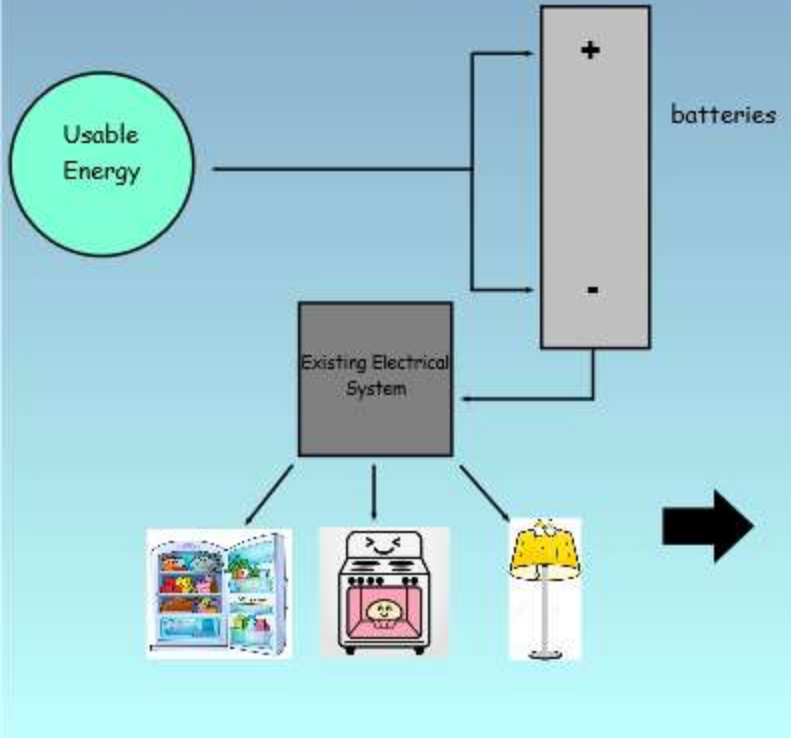 Usable
Energy
+
batteries
-
Existing Electrical
System